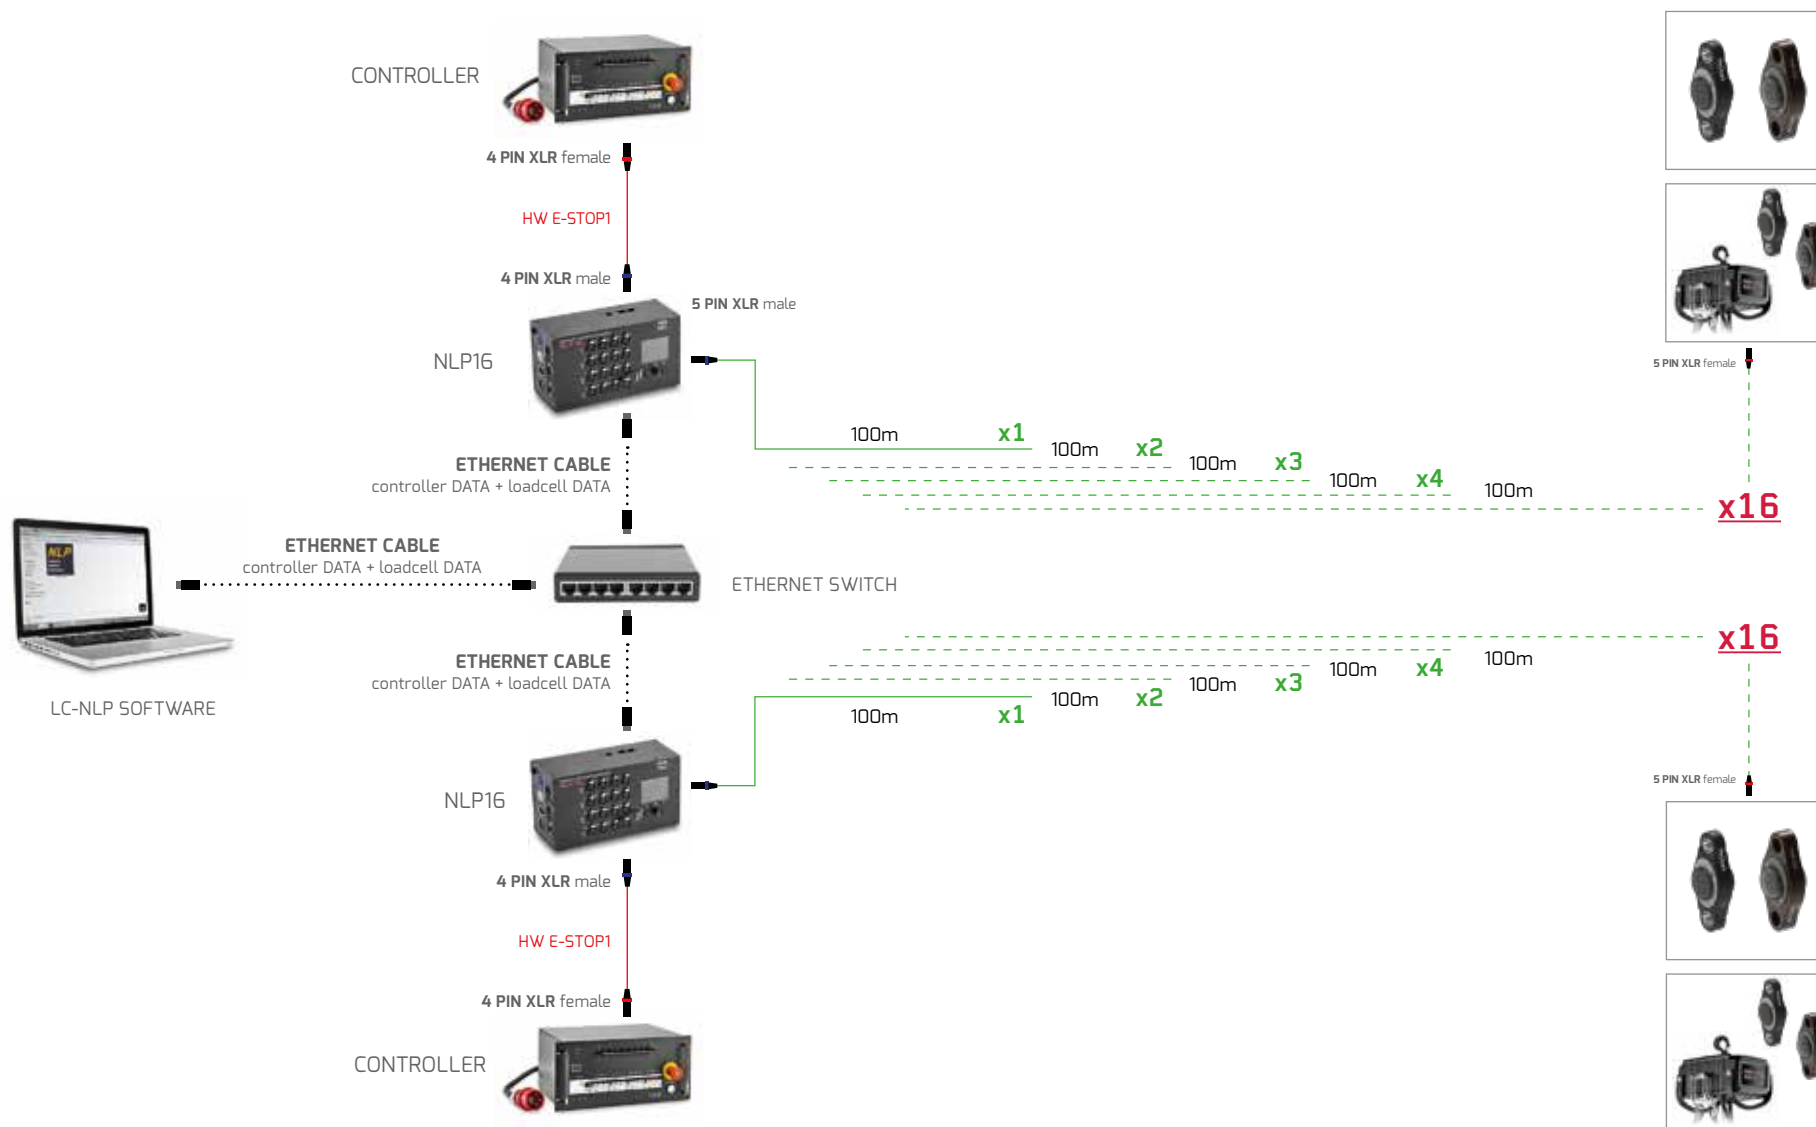 CONTROLLER
4 PIN XLR female
HW E-STOP1
4 PIN XLR male
5 PIN XLR male
NLP16
5 PIN XLR female
100m x1
100m x2
100m x3
100m x4
100m
x16
ETHERNET CABLE
controller DATA + loadcell DATA
NLP
ETHERNET CABLE
controller DATA + loadcell DATA
ETHERNET SWITCH
LC-NLP SOFTWARE
ETHERNET CABLE
controller DATA + loadcell DATA
x16
100m
100m x4
100m x3
100m x2
100m x1
NLP16
5 PIN XLR female
4 PIN XLR male
HW E-STOP1
4 PIN XLR female
CONTROLLER